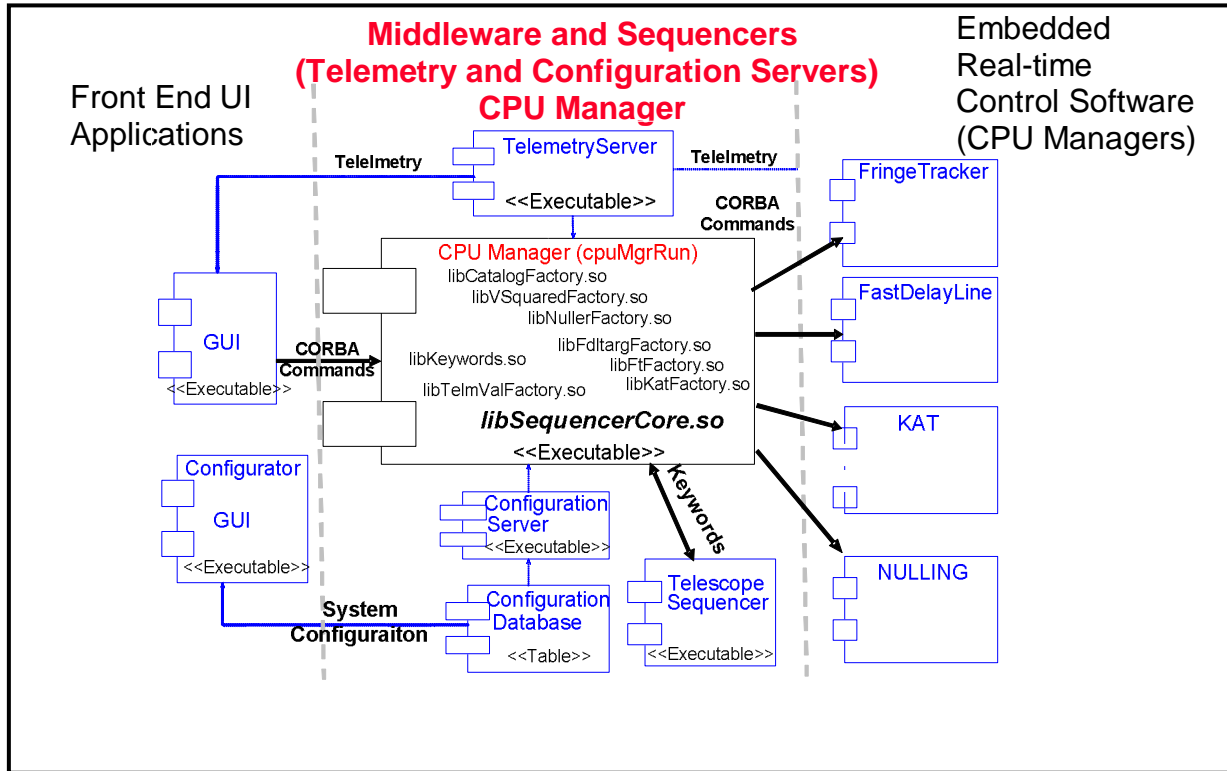 Middleware and Sequencers
(Telemetry and Configuration Servers)
CPU Manager
Front End UI
Applications
Embedded
Real-time
Control Software
(CPU Managers)
Telelmetry
TelemetryServer
<<Executable>>
Telelmetry
CORBA
Commands
FringeTracker
CPU Manager (cpuMgrRun)
libCatalogFactory.so
libVSquaredFactory.so
libNullerFactory.so
libKeywords.so
libFdltargFactory.so
libFtFactory.so
libKatFactory.so
libTelmValFactory.so
libSequencerCore.so
<<Executable>>
GUI
<<Executable>>
CORBA
Commands
FastDelayLine
KAT
NULLING
Configurator
GUI
<<Executable>>
Configuration
Server
<<Executable>>
Keywords
System
Configuraiton
Configuration
Database
<<Table>>
Telescope
Sequencer
<<Executable>>